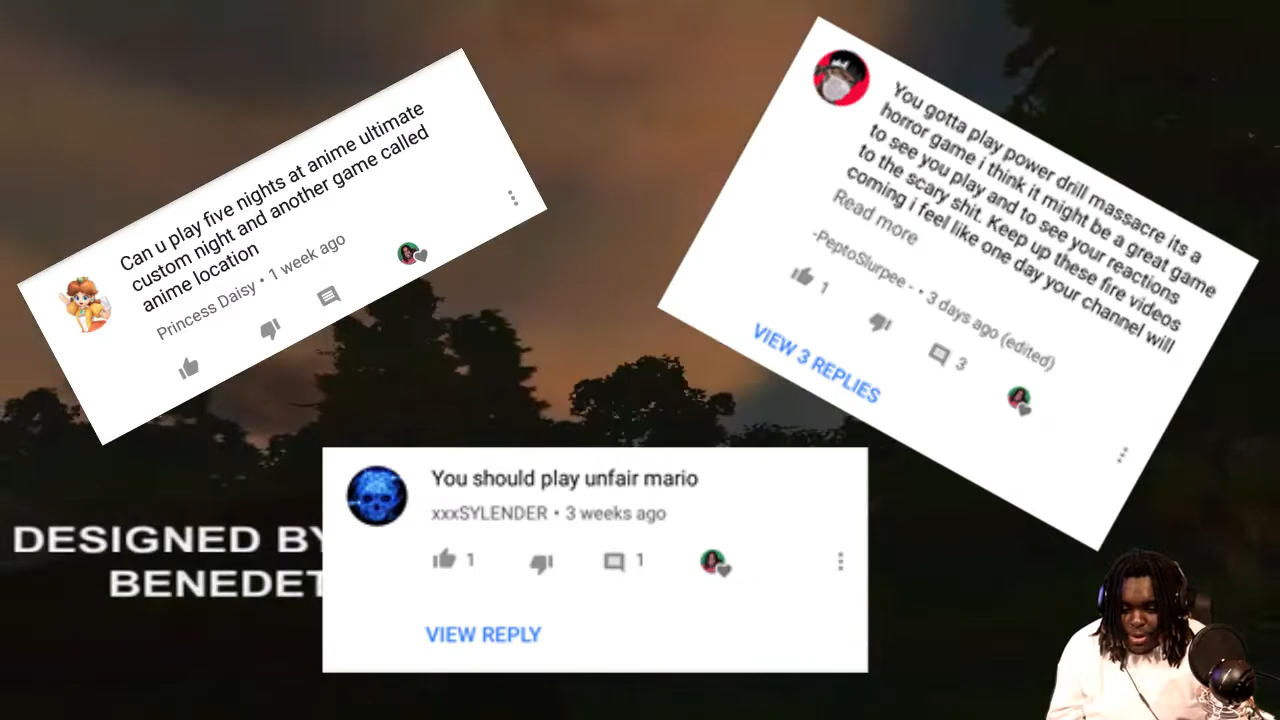 Can u play five nights at anime ultimate
custom night and another game called
anime location
Princess Daisy • 1 week ago
You gotta play power drill massacre its a
horror game i think it might be a great game
to see you play and to see your reactions
to the scary shit. Keep up these fire videos
coming i feel like one day your channel will
Read more
-PeptoSlurpee - • 3 days ago (edited)
1
3
VIEW 3 REPLIES
You should play unfair mario
xxxSYLENDER • 3 weeks ago
1
1
VIEW REPLY
DESIGNED BY
BENEDET